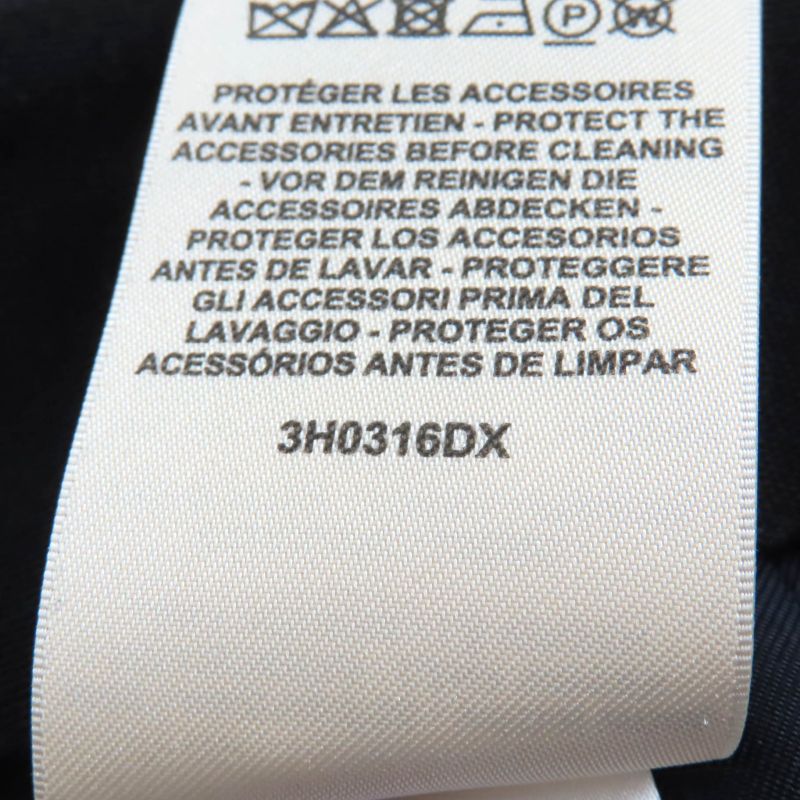 P W
PROTÉGER LES ACCESSOIRES
AVANT ENTRETIEN - PROTECT THE
ACCESSORIES BEFORE CLEANING
- VOR DEM REINIGEN DIE
ACCESSOIRES ABDECKEN -
PROTEGER LOS ACCESORIOS
ANTES DE LAVAR - PROTEGGERE
GLI ACCESSORI PRIMA DEL
LAVAGGIO - PROTEGER OS
ACESSÓRIOS ANTES DE LIMPAR
3H0316DX